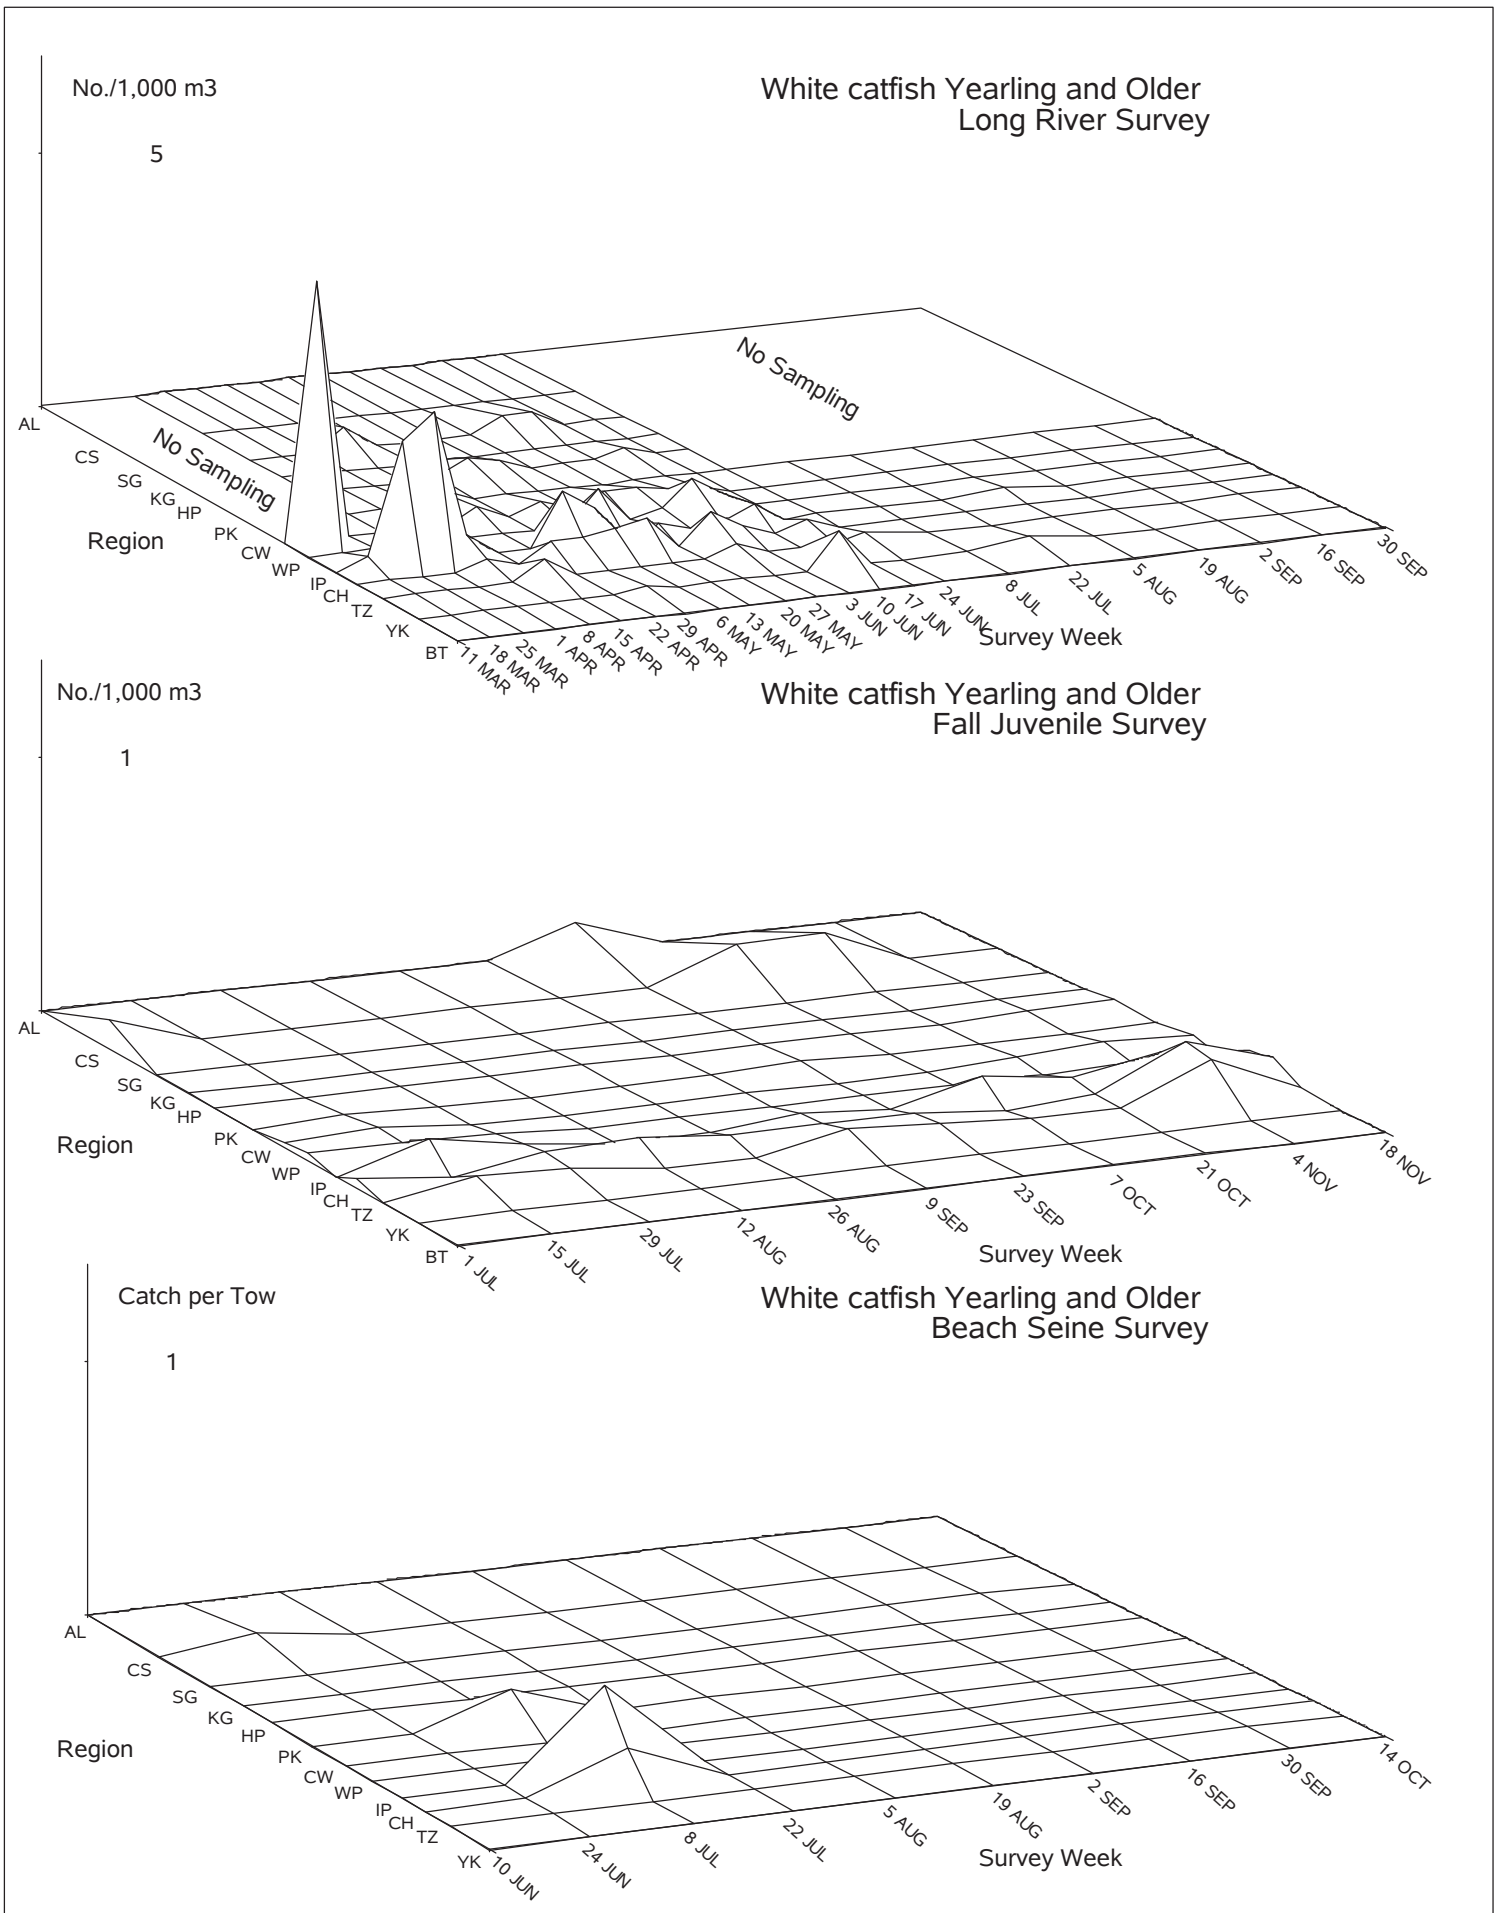 No./1,000 m3
White catfish Yearling and Older
Long River Survey
5
No Sampling
AL
CS
SG
KG
HP
PK
CW
WP
IP
CH
TZ
YK
BT
No Sampling
Region
11 MAR
18 MAR
25 MAR
1 APR
8 APR
15 APR
22 APR
29 APR
6 MAY
13 MAY
20 MAY
27 MAY
3 JUN
10 JUN
17 JUN
24 JUN
8 JUL
22 JUL
5 AUG
19 AUG
2 SEP
16 SEP
30 SEP
Survey Week
No./1,000 m3
White catfish Yearling and Older
Fall Juvenile Survey
1
AL
CS
SG
KG
HP
PK
CW
WP
IP
CH
TZ
YK
BT
Region
1 JUL
15 JUL
29 JUL
12 AUG
26 AUG
9 SEP
23 SEP
7 OCT
21 OCT
4 NOV
18 NOV
Survey Week
Catch per Tow
White catfish Yearling and Older
Beach Seine Survey
1
AL
CS
SG
KG
HP
PK
CW
WP
IP
CH
TZ
YK
Region
10 JUN
24 JUN
8 JUL
22 JUL
5 AUG
19 AUG
2 SEP
16 SEP
30 SEP
14 OCT
Survey Week